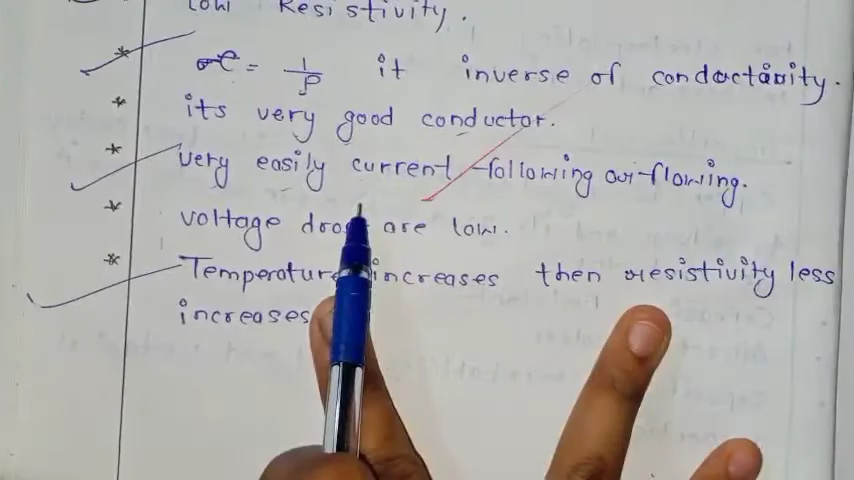 low Resistivity.
* = 1/ρ it inverse of conductavity.
* its very good conductor.
* very easily current following or flowing.
* voltage drop are low.
* Temperature increases then resistivity less
increases